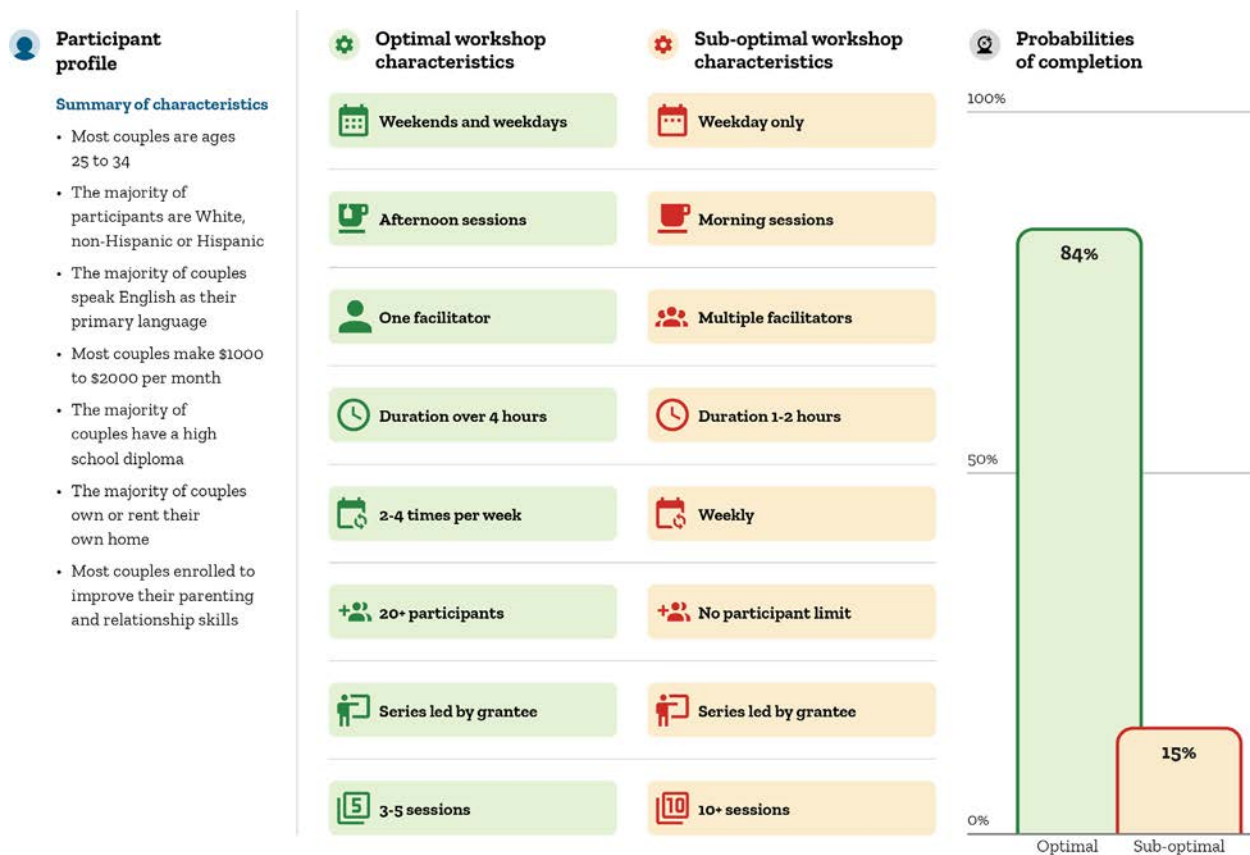 Participant
profile
Summary of characteristics
• Most couples are ages
25 to 34
• The majority of
participants are White,
non-Hispanic or Hispanic
• The majority of couples
speak English as their
primary language
• Most couples make $1000
to $2000 per month
• The majority of
couples have a high
school diploma
• The majority of couples
own or rent their
own home
• Most couples enrolled to
improve their parenting
and relationship skills
Optimal workshop
characteristics
Weekends and weekdays
Afternoon sessions
One facilitator
Duration over 4 hours
2-4 times per week
+ 20+ participants
Series led by grantee
5 3-5 sessions
Sub-optimal workshop
characteristics
Weekday only
Morning sessions
Multiple facilitators
Duration 1-2 hours
Weekly
+ No participant limit
Series led by grantee
10 10+ sessions
Probabilities
of completion
100%
84%
50%
15%
0%
Optimal Sub-optimal